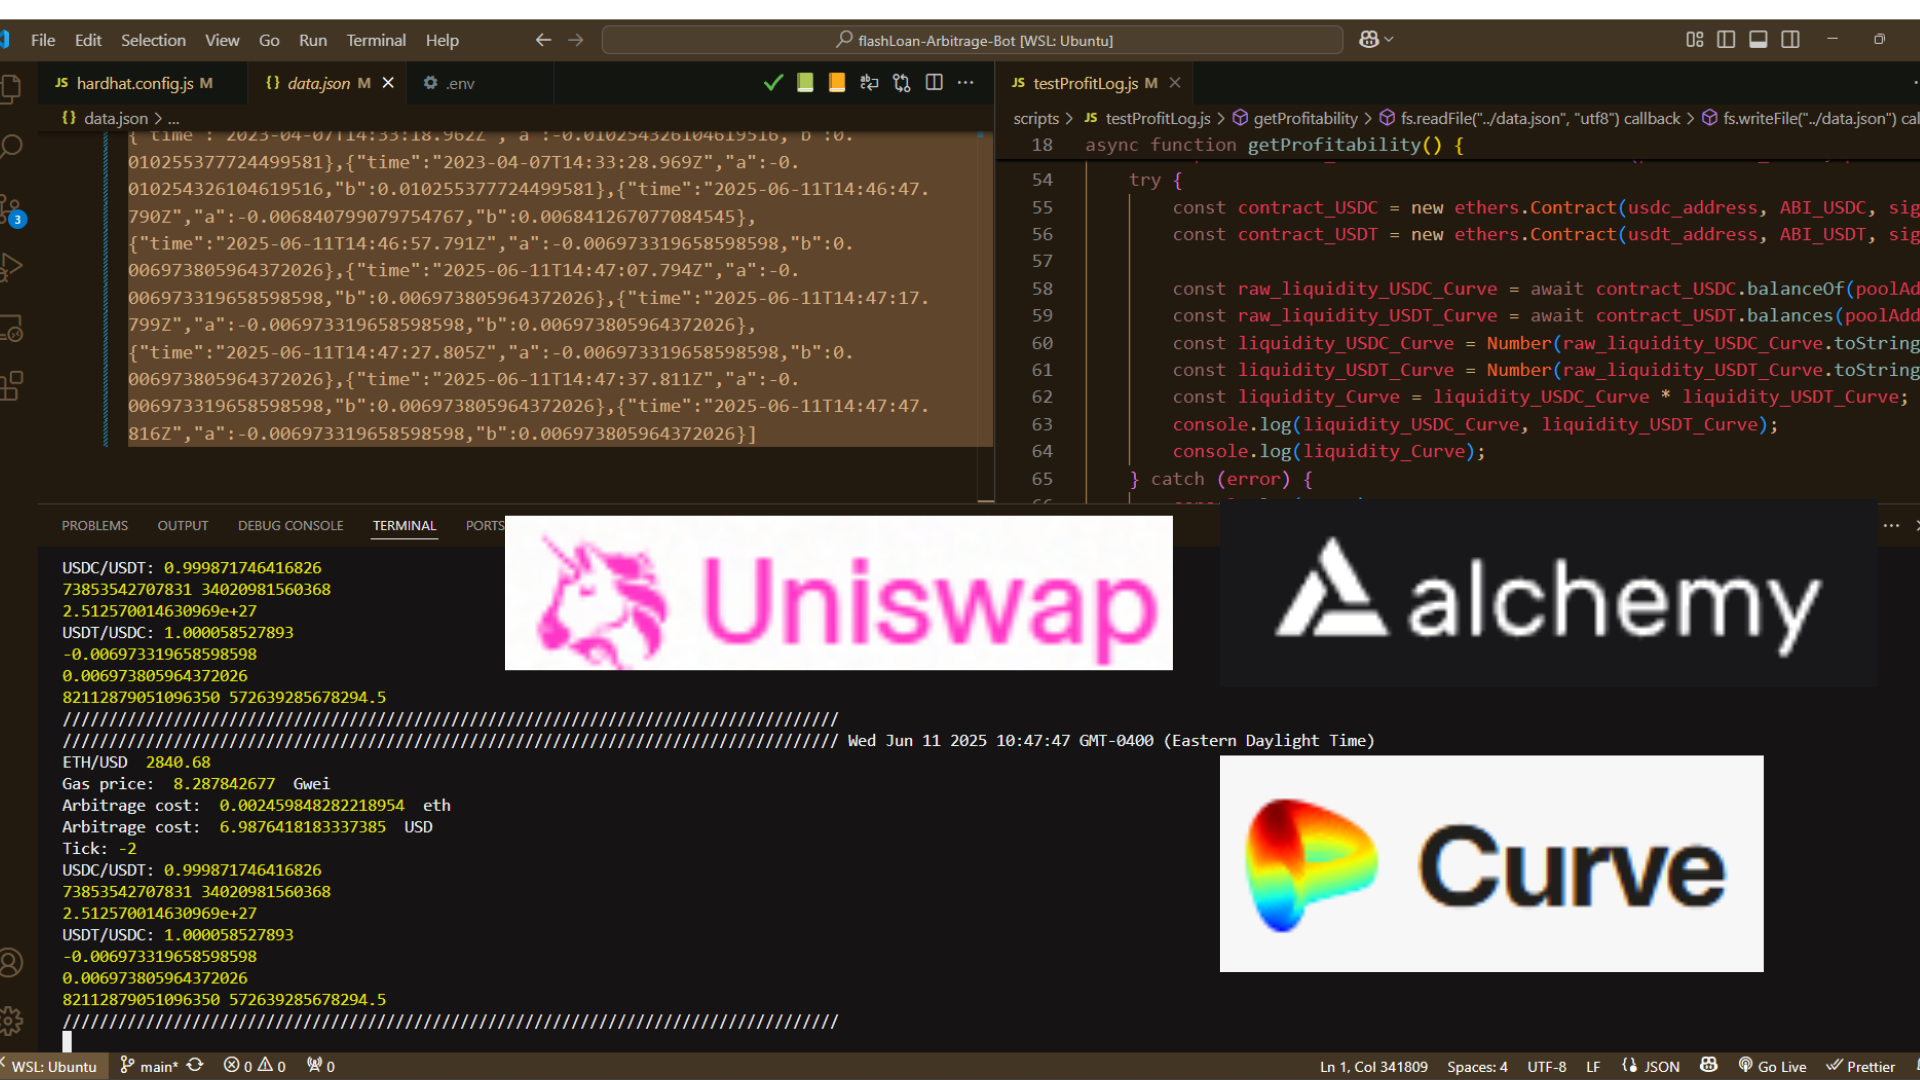 File Edit Selection View Go Run Terminal Help
flashLoan-Arbitrage-Bot [WSL: Ubuntu]
JS hardhat.config.js M
{} data.json M
.env
JS testProfitLog.js M
{} data.json > ...
scripts > JS testProfitLog.js > getProfitability > fs.readFile("../data.json", "utf8") callback > fs.writeFile("../data.json") cal
{"time":"2023-04-07T14:33:18.962Z","a":-0.010254326104619516,"b":0.
010255377724499581},{"time":"2023-04-07T14:33:28.969Z","a":-0.
010254326104619516,"b":0.010255377724499581},{"time":"2025-06-11T14:46:47.
790Z","a":-0.006840799079754767,"b":0.006841267077084545},
{"time":"2025-06-11T14:46:57.791Z","a":-0.006973319658598598,"b":0.
006973805964372026},{"time":"2025-06-11T14:47:07.794Z","a":-0.
006973319658598598,"b":0.006973805964372026},{"time":"2025-06-11T14:47:17.
799Z","a":-0.006973319658598598,"b":0.006973805964372026},
{"time":"2025-06-11T14:47:27.805Z","a":-0.006973319658598598,"b":0.
006973805964372026},{"time":"2025-06-11T14:47:37.811Z","a":-0.
006973319658598598,"b":0.006973805964372026},{"time":"2025-06-11T14:47:47.
816Z","a":-0.006973319658598598,"b":0.006973805964372026}]
18 async function getProfitability() {
54 try {
55 const contract_USDC = new ethers.Contract(usdc_address, ABI_USDC, sig
56 const contract_USDT = new ethers.Contract(usdt_address, ABI_USDT, sig
57
58 const raw_liquidity_USDC_Curve = await contract_USDC.balanceOf(poolAd
59 const raw_liquidity_USDT_Curve = await contract_USDT.balances(poolAdd
60 const liquidity_USDC_Curve = Number(raw_liquidity_USDC_Curve.toString
61 const liquidity_USDT_Curve = Number(raw_liquidity_USDT_Curve.toString
62 const liquidity_Curve = liquidity_USDC_Curve * liquidity_USDT_Curve;
63 console.log(liquidity_USDC_Curve, liquidity_USDT_Curve);
64 console.log(liquidity_Curve);
65 } catch (error) {
PROBLEMS OUTPUT DEBUG CONSOLE TERMINAL PORTS
USDC/USDT: 0.999871746416826
73853542707831 34020981560368
2.512570014630969e+27
USDT/USDC: 1.000058527893
-0.006973319658598598
0.006973805964372026
82112879051096350 572639285678294.5
////////////////////////////////////////////////////////////////////////////////////
//////////////////////////////////////////////////////////////////////////////////// Wed Jun 11 2025 10:47:47 GMT-0400 (Eastern Daylight Time)
ETH/USD 2840.68
Gas price: 8.287842677 Gwei
Arbitrage cost: 0.002459848282218954 eth
Arbitrage cost: 6.9876418183337385 USD
Tick: -2
USDC/USDT: 0.999871746416826
73853542707831 34020981560368
2.512570014630969e+27
USDT/USDC: 1.000058527893
-0.006973319658598598
0.006973805964372026
82112879051096350 572639285678294.5
////////////////////////////////////////////////////////////////////////////////////
Uniswap
alchemy
Curve
3
WSL: Ubuntu main* 0 0 0
Ln 1, Col 341809 Spaces: 4 UTF-8 LF {} JSON Go Live Prettier